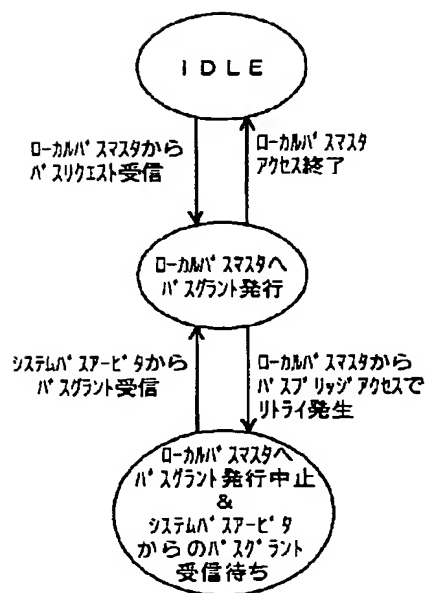 IDLE
ローカルバスマスタから
バスリクエスト受信
ローカルバスマスタ
アクセス終了
ローカルバスマスタへ
バスグラント発行
システムバスアービタから
バスグラント受信
ローカルバスマスタから
バスブリッジアクセスで
リトライ発生
ローカルバスマスタへ
バスグラント発行中止
&
システムバスアービタ
からのバスグラント
受信待ち